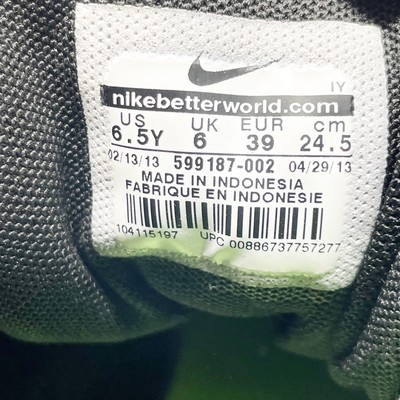 IY
nikebetterworld.com
US UK EUR cm
6.5Y 6 39 24.5
02/13/13 599187-002 04/29/13
MADE IN INDONESIA
FABRIQUE EN INDONESIE
104115197 UPC 00886737757277